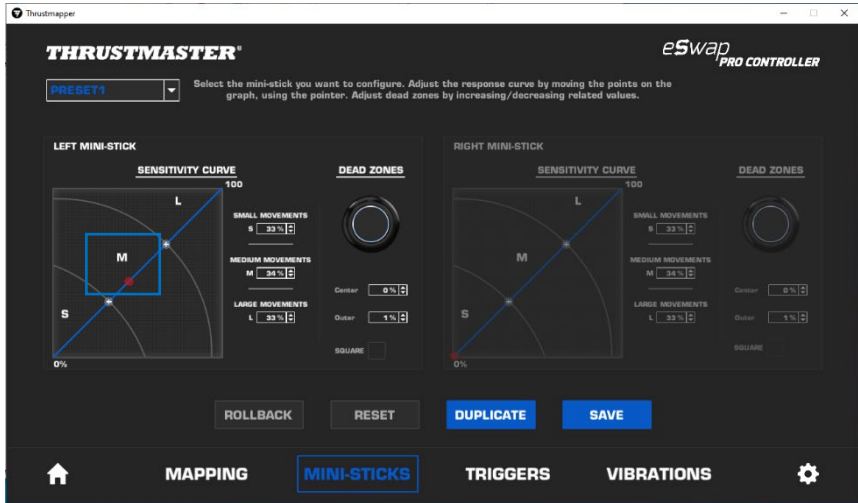 Thrustmapper
THRUSTMASTER®
eSwap
PRO CONTROLLER
PRESET1
Select the mini-stick you want to configure. Adjust the response curve by moving the points on the
graph, using the pointer. Adjust dead zones by increasing/decreasing related values.
LEFT MINI-STICK
SENSITIVITY CURVE
100
L
M
S
0%
SMALL MOVEMENTS
S 33%
MEDIUM MOVEMENTS
M 34%
LARGE MOVEMENTS
L 33%
DEAD ZONES
Center 0%
Outer 1%
SQUARE
RIGHT MINI-STICK
SENSITIVITY CURVE
100
L
M
S
0%
SMALL MOVEMENTS
S 33%
MEDIUM MOVEMENTS
M 34%
LARGE MOVEMENTS
L 33%
DEAD ZONES
Center 0%
Outer 1%
SQUARE
ROLLBACK
RESET
DUPLICATE
SAVE
MAPPING
MINI-STICKS
TRIGGERS
VIBRATIONS